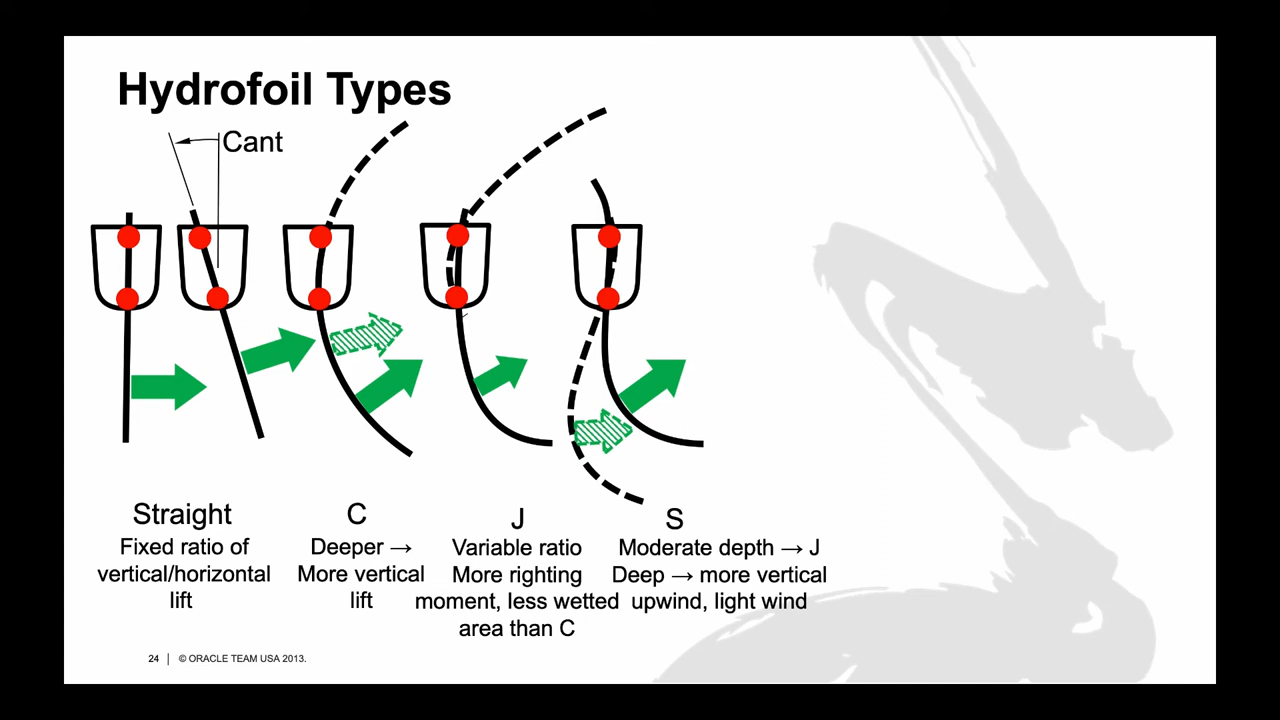 Hydrofoil Types
Cant
Straight
Fixed ratio of
vertical/horizontal
lift
C
Deeper →
More vertical
lift
J
Variable ratio
More righting
moment, less wetted
area than C
S
Moderate depth → J
Deep → more vertical
upwind, light wind
24 | © ORACLE TEAM USA 2013.